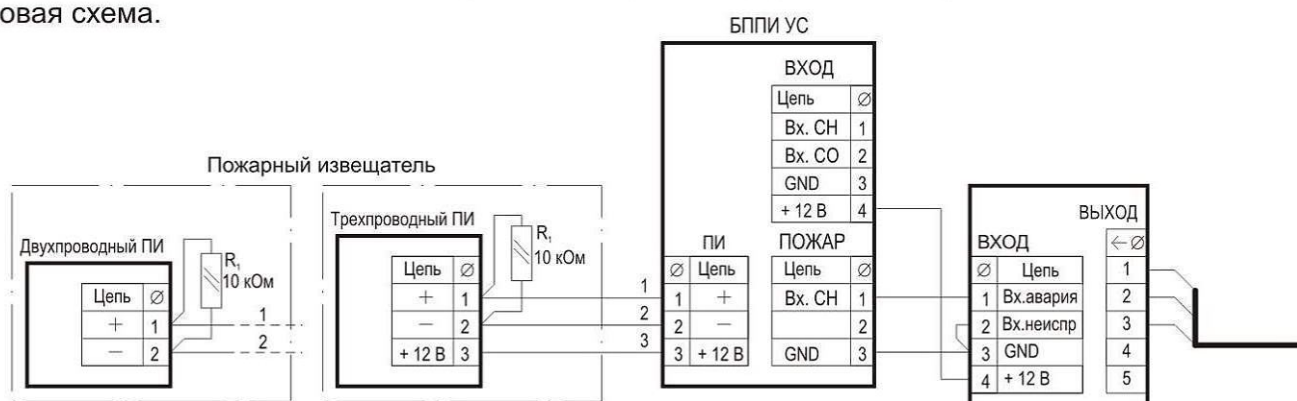 овая схема.
БППИ УС
ВХОД
Цепь ∅
Вх. СН 1
Вх. СО 2
GND 3
+ 12 В 4
Пожарный извещатель
Двухпроводный ПИ
R₁
10 кОм
Цепь ∅
+ 1
− 2
1
2
Трехпроводный ПИ
R₁
10 кОм
Цепь ∅
+ 1
− 2
+ 12 В 3
1
2
3
ПИ
∅ Цепь
1 +
2 −
3 + 12 В
ПОЖАР
Цепь ∅
Вх. СН 1
2
GND 3
ВХОД
∅ Цепь
1 Вх.авария
2 Вх.неиспр
3 GND
4 + 12 В
ВЫХОД
←∅
1
2
3
4
5